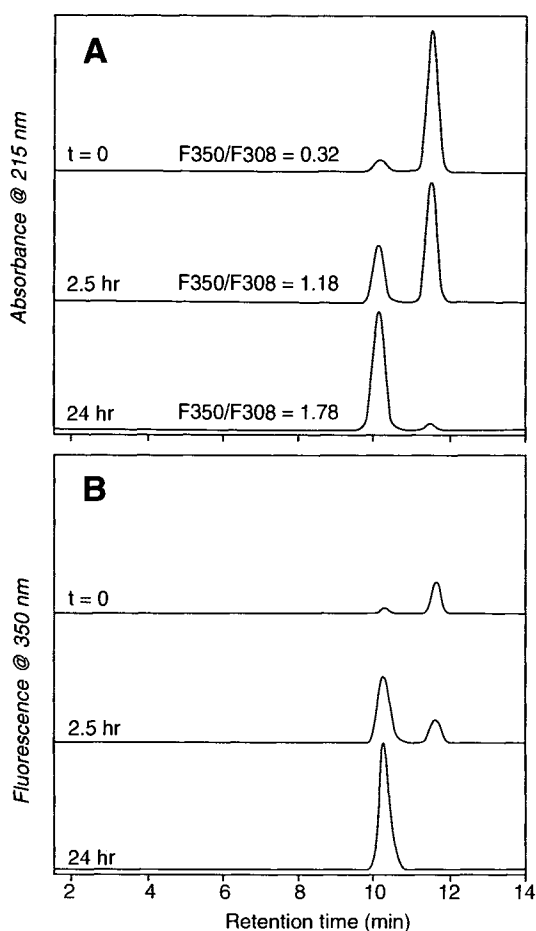 A
Absorbance @ 215 nm
t = 0 F350/F308 = 0.32
2.5 hr F350/F308 = 1.18
24 hr F350/F308 = 1.78
B
Fluorescence @ 350 nm
t = 0
2.5 hr
24 hr
2 4 6 8 10 12 14
Retention time (min)